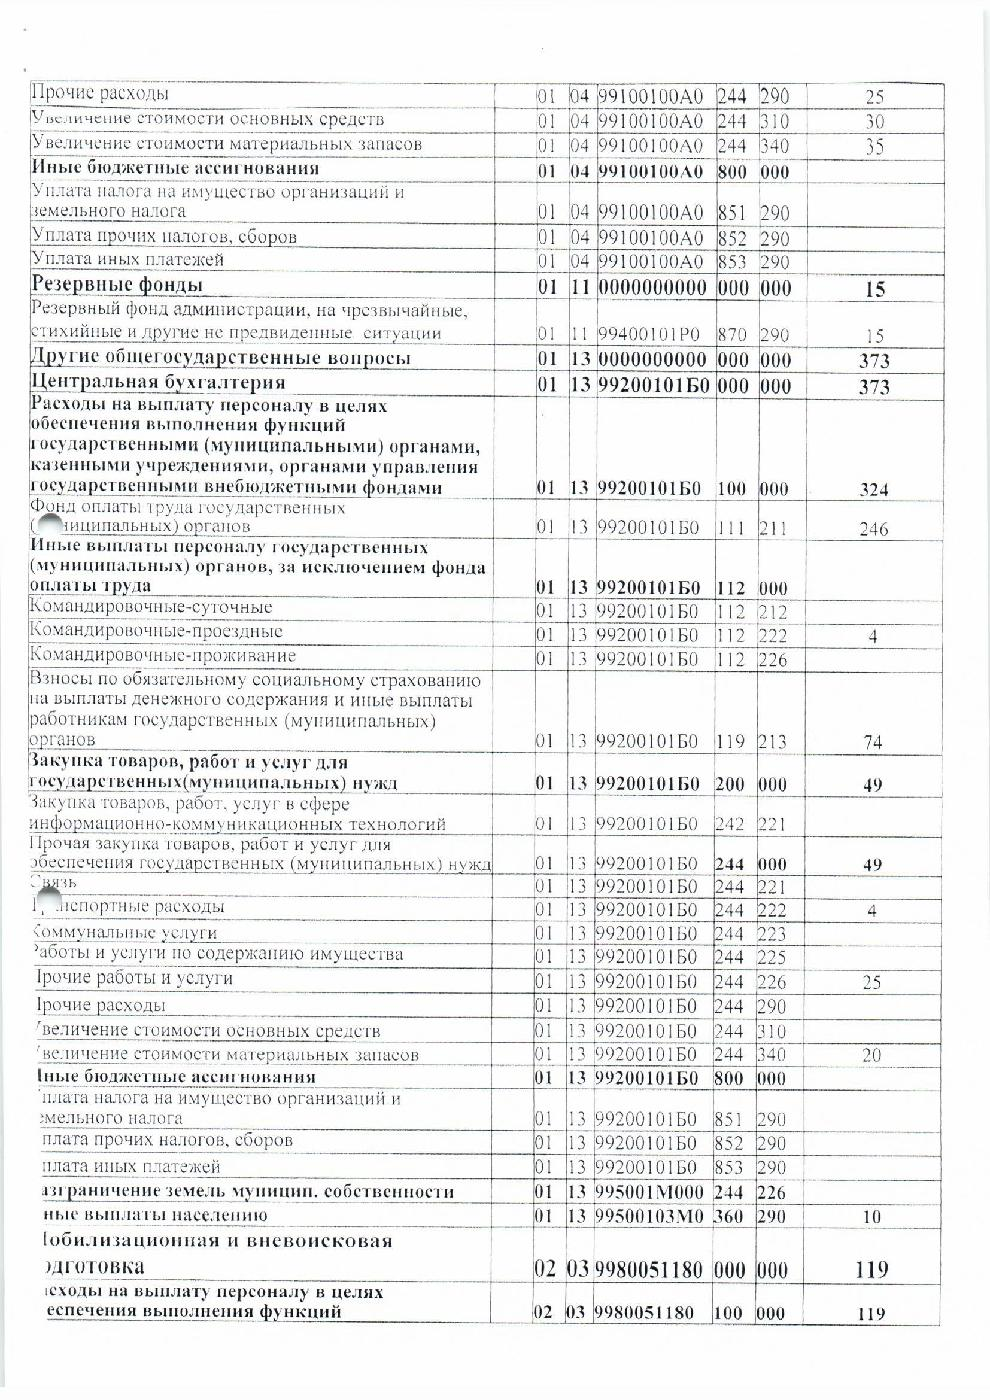 Прочие расходы 01 04 99100100А0 244 290 25
Увеличение стоимости основных средств 01 04 99100100А0 244 310 30
Увеличение стоимости материальных запасов 01 04 99100100А0 244 340 35
Иные бюджетные ассигнования 01 04 99100100А0 800 000
Уплата налога на имущество организаций и
земельного налога 01 04 99100100А0 851 290
Уплата прочих налогов, сборов 01 04 99100100А0 852 290
Уплата иных платежей 01 04 99100100А0 853 290
Резервные фонды 01 11 0000000000 000 000 15
Резервный фонд администрации, на чрезвычайные,
стихийные и другие не предвиденные ситуации 01 11 99400101Р0 870 290 15
Другие общегосударственные вопросы 01 13 0000000000 000 000 373
Центральная бухгалтерия 01 13 99200101Б0 000 000 373
Расходы на выплату персоналу в целях
обеспечения выполнения функций
государственными (муниципальными) органами,
казенными учреждениями, органами управления
государственными внебюджетными фондами 01 13 99200101Б0 100 000 324
Фонд оплаты труда государственных
ниципальных) органов 01 13 99200101Б0 111 211 246
Иные выплаты персоналу государственных
(муниципальных) органов, за исключением фонда
оплаты труда 01 13 99200101Б0 112 000
Командировочные-суточные 01 13 99200101Б0 112 212
Командировочные-проездные 01 13 99200101Б0 112 222 4
Командировочные-проживание 01 13 99200101Б0 112 226
Взносы по обязательному социальному страхованию
на выплаты денежного содержания и иные выплаты
работникам государственных (муниципальных)
органов 01 13 99200101Б0 119 213 74
Закупка товаров, работ и услуг для
государственных(муниципальных) нужд 01 13 99200101Б0 200 000 49
Закупка товаров, работ, услуг в сфере
информационно-коммуникационных технологий 01 13 99200101Б0 242 221
Прочая закупка товаров, работ и услуг для
обеспечения государственных (муниципальных) нужд 01 13 99200101Б0 244 000 49
Связь 01 13 99200101Б0 244 221
нспортные расходы 01 13 99200101Б0 244 222 4
Коммунальные услуги 01 13 99200101Б0 244 223
Работы и услуги по содержанию имущества 01 13 99200101Б0 244 225
Прочие работы и услуги 01 13 99200101Б0 244 226 25
Прочие расходы 01 13 99200101Б0 244 290
величение стоимости основных средств 01 13 99200101Б0 244 310
величение стоимости материальных запасов 01 13 99200101Б0 244 340 20
Иные бюджетные ассигнования 01 13 99200101Б0 800 000
плата налога на имущество организаций и
емельного налога 01 13 99200101Б0 851 290
плата прочих налогов, сборов 01 13 99200101Б0 852 290
плата иных платежей 01 13 99200101Б0 853 290
азграничение земель муницип. собственности 01 13 995001М000 244 226
ные выплаты населению 01 13 99500103М0 360 290 10
обилизационная и вневоисковая
одготовка 02 03 9980051180 000 000 119
асходы на выплату персоналу в целях
еспечения выполнения функций 02 03 9980051180 100 000 119